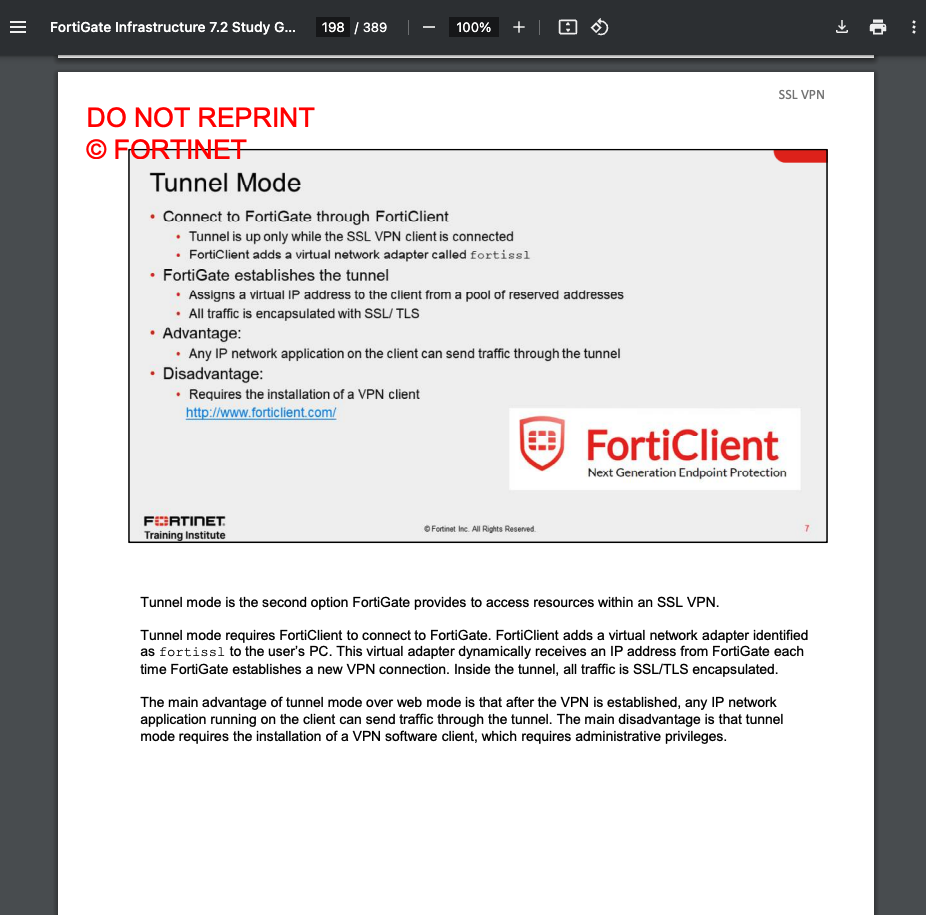 FortiGate Infrastructure 7.2 Study G... 198 / 389 100%
SSL VPN
DO NOT REPRINT
© FORTINET
Tunnel Mode
• Connect to FortiGate through FortiClient
• Tunnel is up only while the SSL VPN client is connected
• FortiClient adds a virtual network adapter called fortissl
• FortiGate establishes the tunnel
• Assigns a virtual IP address to the client from a pool of reserved addresses
• All traffic is encapsulated with SSL/ TLS
• Advantage:
• Any IP network application on the client can send traffic through the tunnel
• Disadvantage:
• Requires the installation of a VPN client
http://www.forticlient.com/
FortiClient
Next Generation Endpoint Protection
FORTINET
Training Institute
© Fortinet Inc. All Rights Reserved.
7
Tunnel mode is the second option FortiGate provides to access resources within an SSL VPN.
Tunnel mode requires FortiClient to connect to FortiGate. FortiClient adds a virtual network adapter identified
as fortissl to the user's PC. This virtual adapter dynamically receives an IP address from FortiGate each
time FortiGate establishes a new VPN connection. Inside the tunnel, all traffic is SSL/TLS encapsulated.
The main advantage of tunnel mode over web mode is that after the VPN is established, any IP network
application running on the client can send traffic through the tunnel. The main disadvantage is that tunnel
mode requires the installation of a VPN software client, which requires administrative privileges.